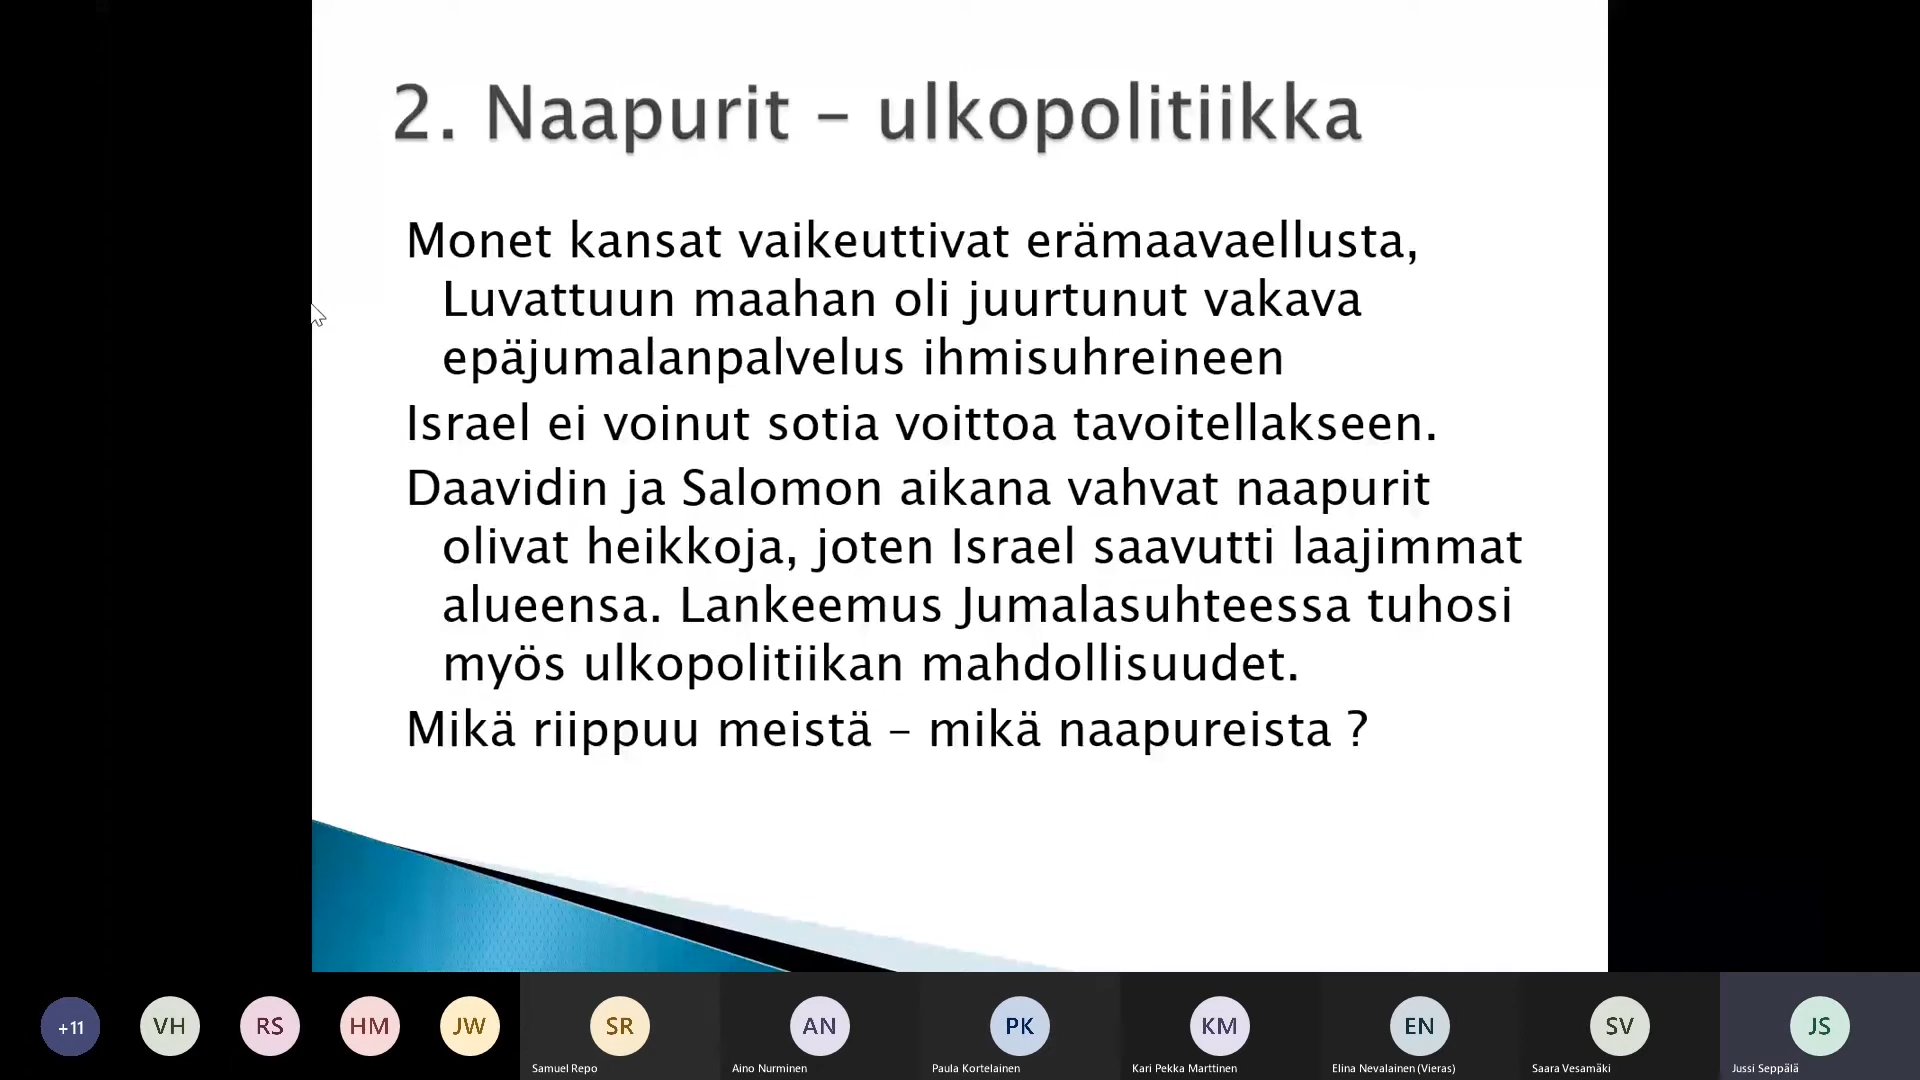 2. Naapurit – ulkopolitiikka
Monet kansat vaikeuttivat erämaavaellusta,
Luvattuun maahan oli juurtunut vakava
epäjumalanpalvelus ihmisuhreineen
Israel ei voinut sotia voittoa tavoitellakseen.
Daavidin ja Salomon aikana vahvat naapurit
olivat heikkoja, joten Israel saavutti laajimmat
alueensa. Lankeemus Jumalasuhteessa tuhosi
myös ulkopolitiikan mahdollisuudet.
Mikä riippuu meistä – mikä naapureista ?
+11 VH RS HM JW SR AN PK KM EN SV JS
Samuel Repo Aino Nurminen Paula Kortelainen Kari Pekka Marttinen Elina Nevalainen (Vieras) Saara Vesamäki Jussi Seppälä